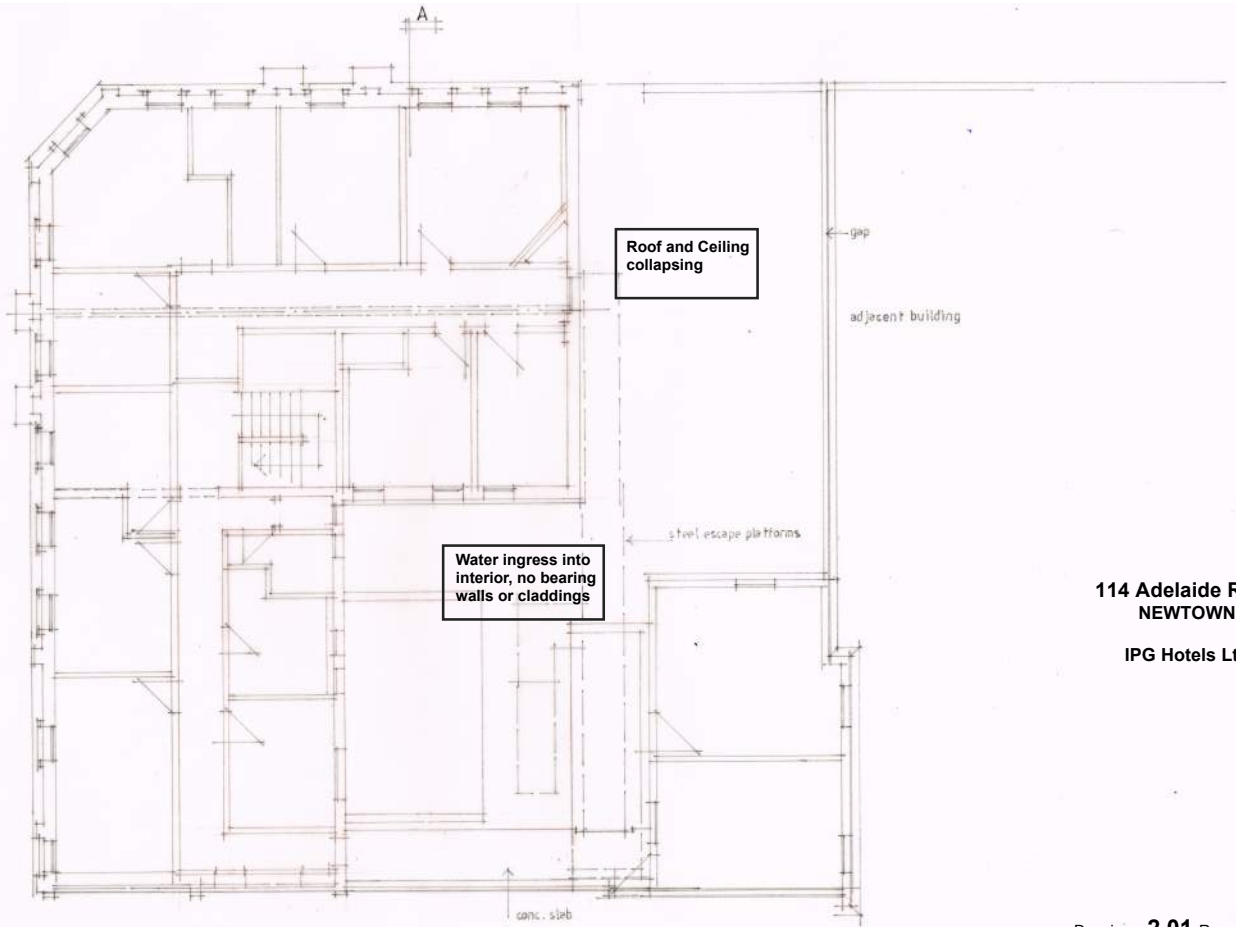 A
Roof and Ceiling
collapsing
gap
adjacent building
steel escape platforms
Water ingress into
interior, no bearing
walls or claddings
114 Adelaide R
NEWTOWN
IPG Hotels Lt
conc. slab
2.01